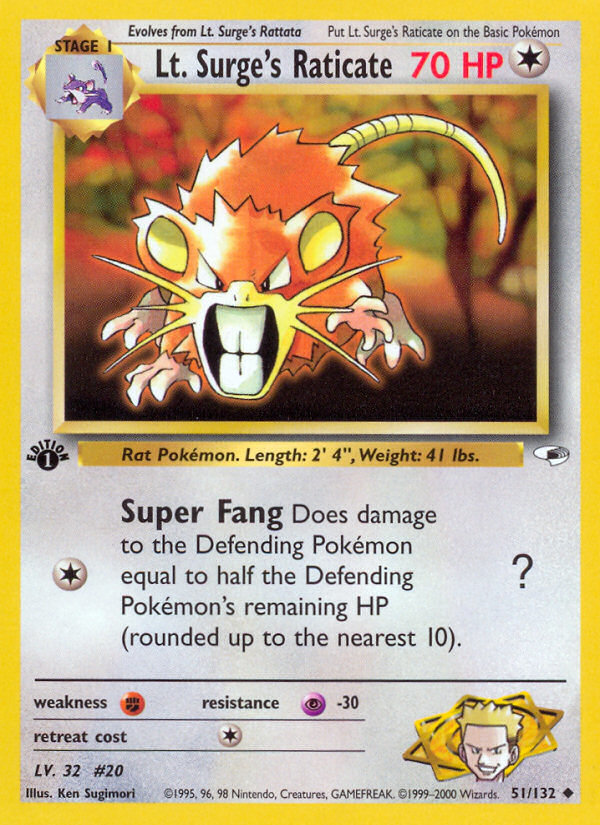 Evolves from Lt. Surge's Rattata Put Lt. Surge's Raticate on the Basic Pokémon
STAGE 1
Lt. Surge's Raticate 70 HP
EDITION
1
Rat Pokémon. Length: 2' 4", Weight: 41 lbs.
Super Fang Does damage
to the Defending Pokémon
equal to half the Defending
Pokémon's remaining HP
(rounded up to the nearest 10).
?
weakness resistance -30
retreat cost
LV. 32 #20
Illus. Ken Sugimori ©1995, 96, 98 Nintendo, Creatures, GAMEFREAK. ©1999-2000 Wizards. 51/132